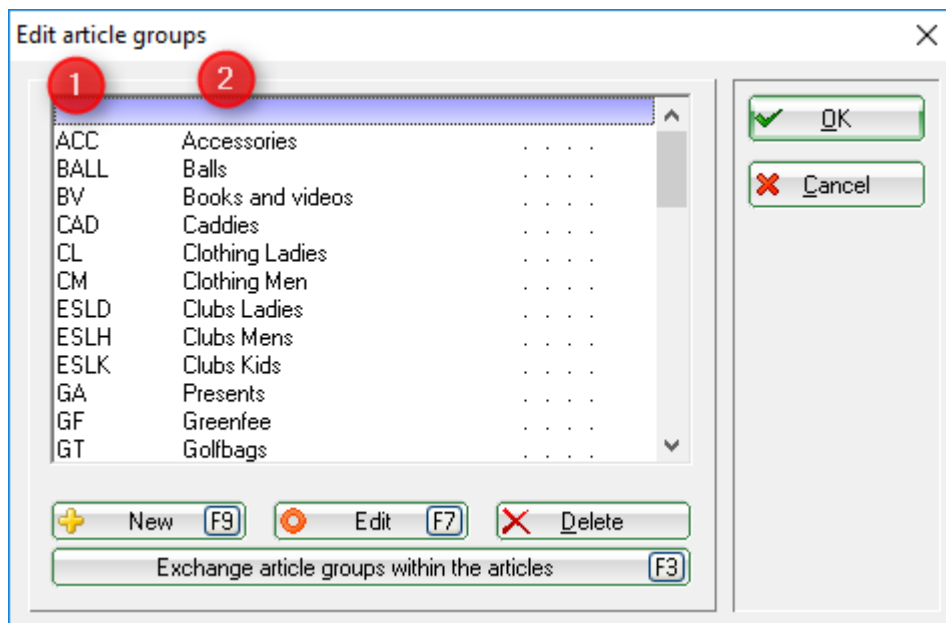 Edit article groups
1 2
ACC Accessories . . . .
BALL Balls . . . .
BV Books and videos . . . .
CAD Caddies . . . .
CL Clothing Ladies . . . .
CM Clothing Men . . . .
ESLD Clubs Ladies . . . .
ESLH Clubs Mens . . . .
ESLK Clubs Kids . . . .
GA Presents . . . .
GF Greenfee . . . .
GT Golfbags . . . .
OK
Cancel
New F9 Edit F7 Delete
Exchange article groups within the articles F3